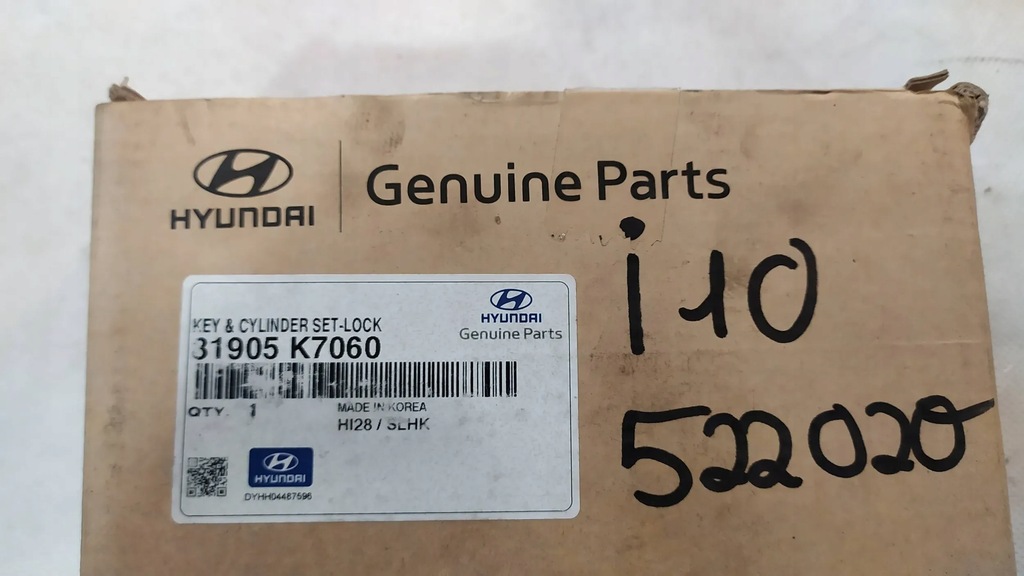 HYUNDAI
Genuine Parts
i10
522020
HYUNDAI
Genuine Parts
KEY & CYLINDER SET-LOCK
81905 K7060
QTY. 1
MADE IN KOREA
HI28 / SLHK
HYUNDAI
DYHH04487596